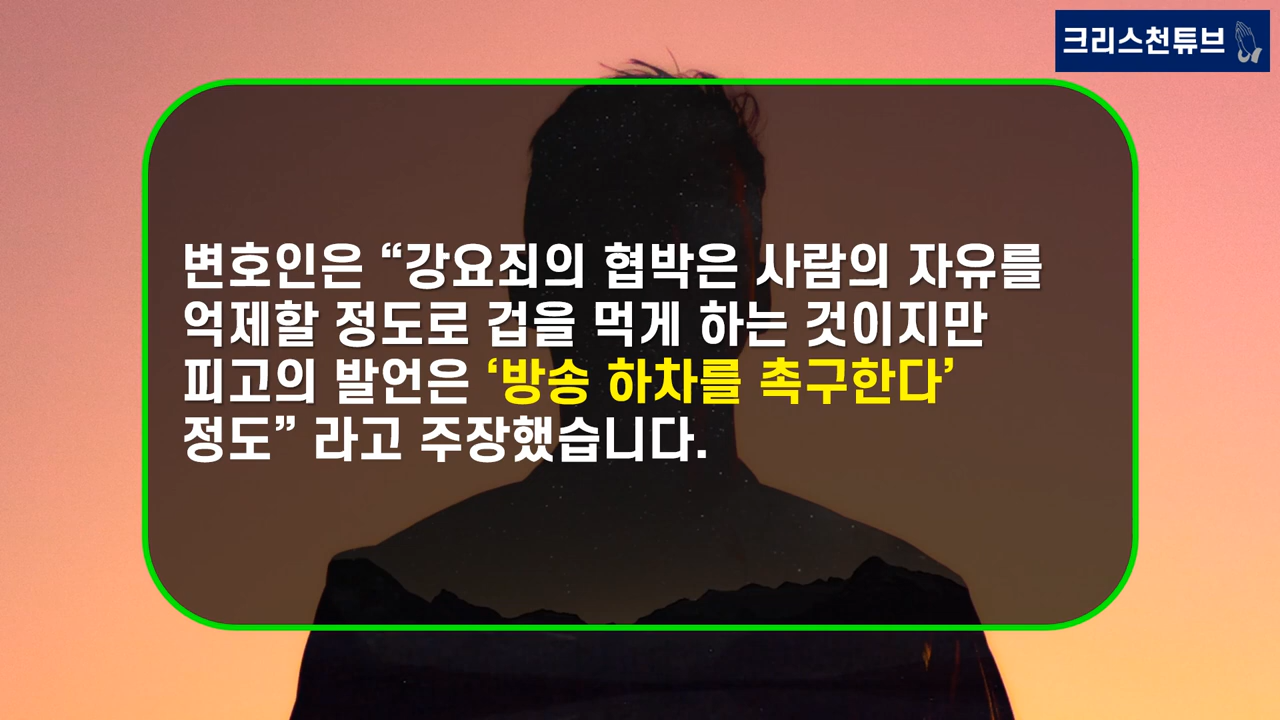 크리스천튜브
변호인은 “강요죄의 협박은 사람의 자유를
억제할 정도로 겁을 먹게 하는 것이지만
피고의 발언은 ‘방송 하차를 촉구한다’
정도” 라고 주장했습니다.